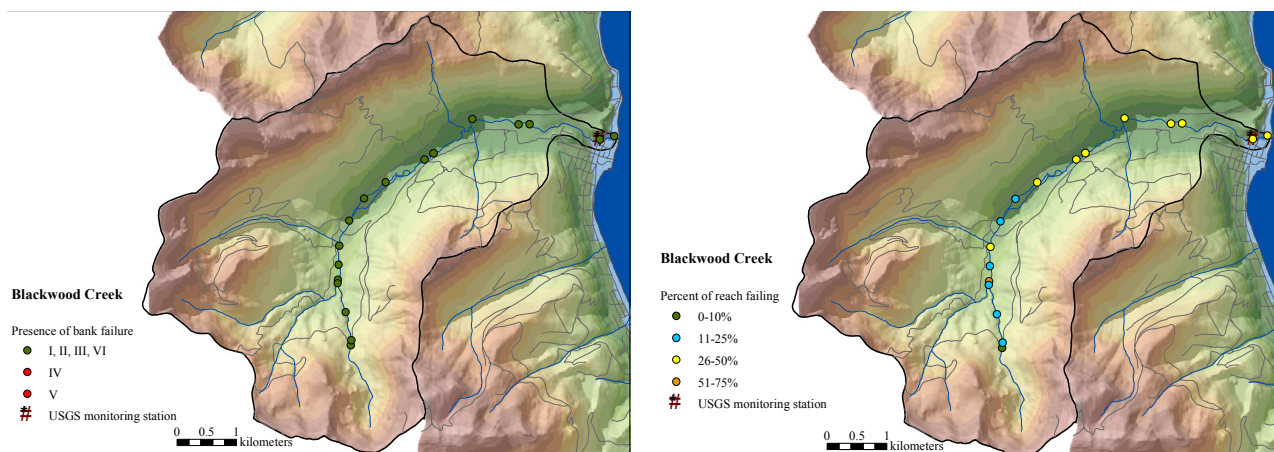 Blackwood Creek
Presence of bank failure
I, II, III, VI
IV
V
# USGS monitoring station
0 0.5 1
kilometers
Blackwood Creek
Percent of reach failing
0-10%
11-25%
26-50%
51-75%
# USGS monitoring station
0 0.5 1
kilometers